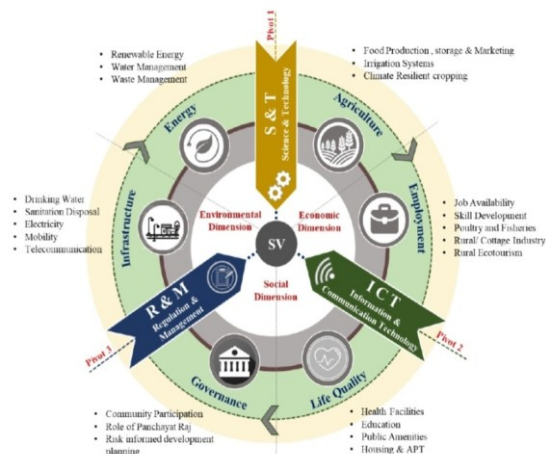 Pivot 1
• Renewable Energy
• Water Management
• Waste Management
• Food Production , storage & Marketing
• Irrigation Systems
• Climate Resilient cropping
S & T
Science & Technology
Energy
Agriculture
Infrastructure
Employment
• Drinking Water
• Sanitation Disposal
• Electricity
• Mobility
• Telecommunication
• Job Availability
• Skill Development
• Poultry and Fisheries
• Rural/ Cottage Industry
• Rural Ecotourism
Environmental
Dimension
Economic
Dimension
SV
Social
Dimension
R & M
Regulation &
Management
Pivot 3
ICT
Information &
Communication Technology
Pivot 2
Governance
Life Quality
• Community Participation
• Role of Panchayat Raj
• Risk informed development
planning
• Health Facilities
• Education
• Public Amenities
• Housing & APT